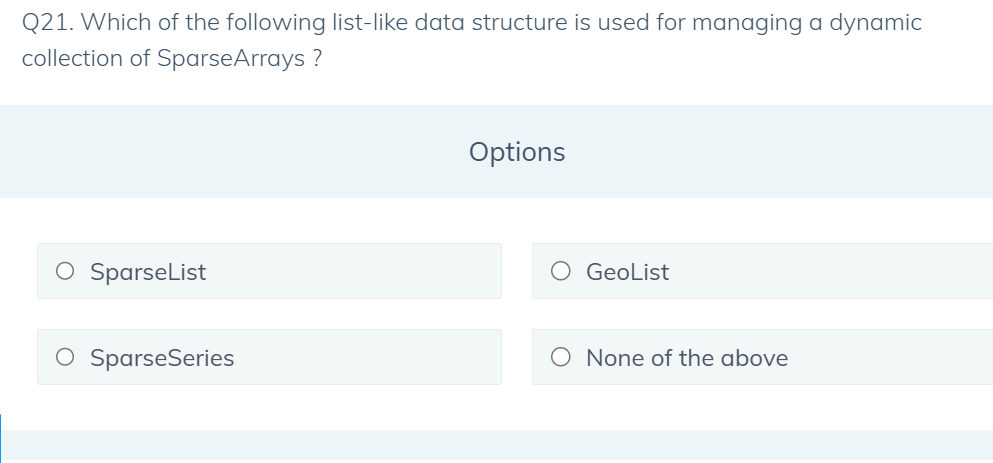 Q21. Which of the following list-like data structure is used for managing a dynamic
collection of SparseArrays ?
Options
SparseList
GeoList
SparseSeries
None of the above